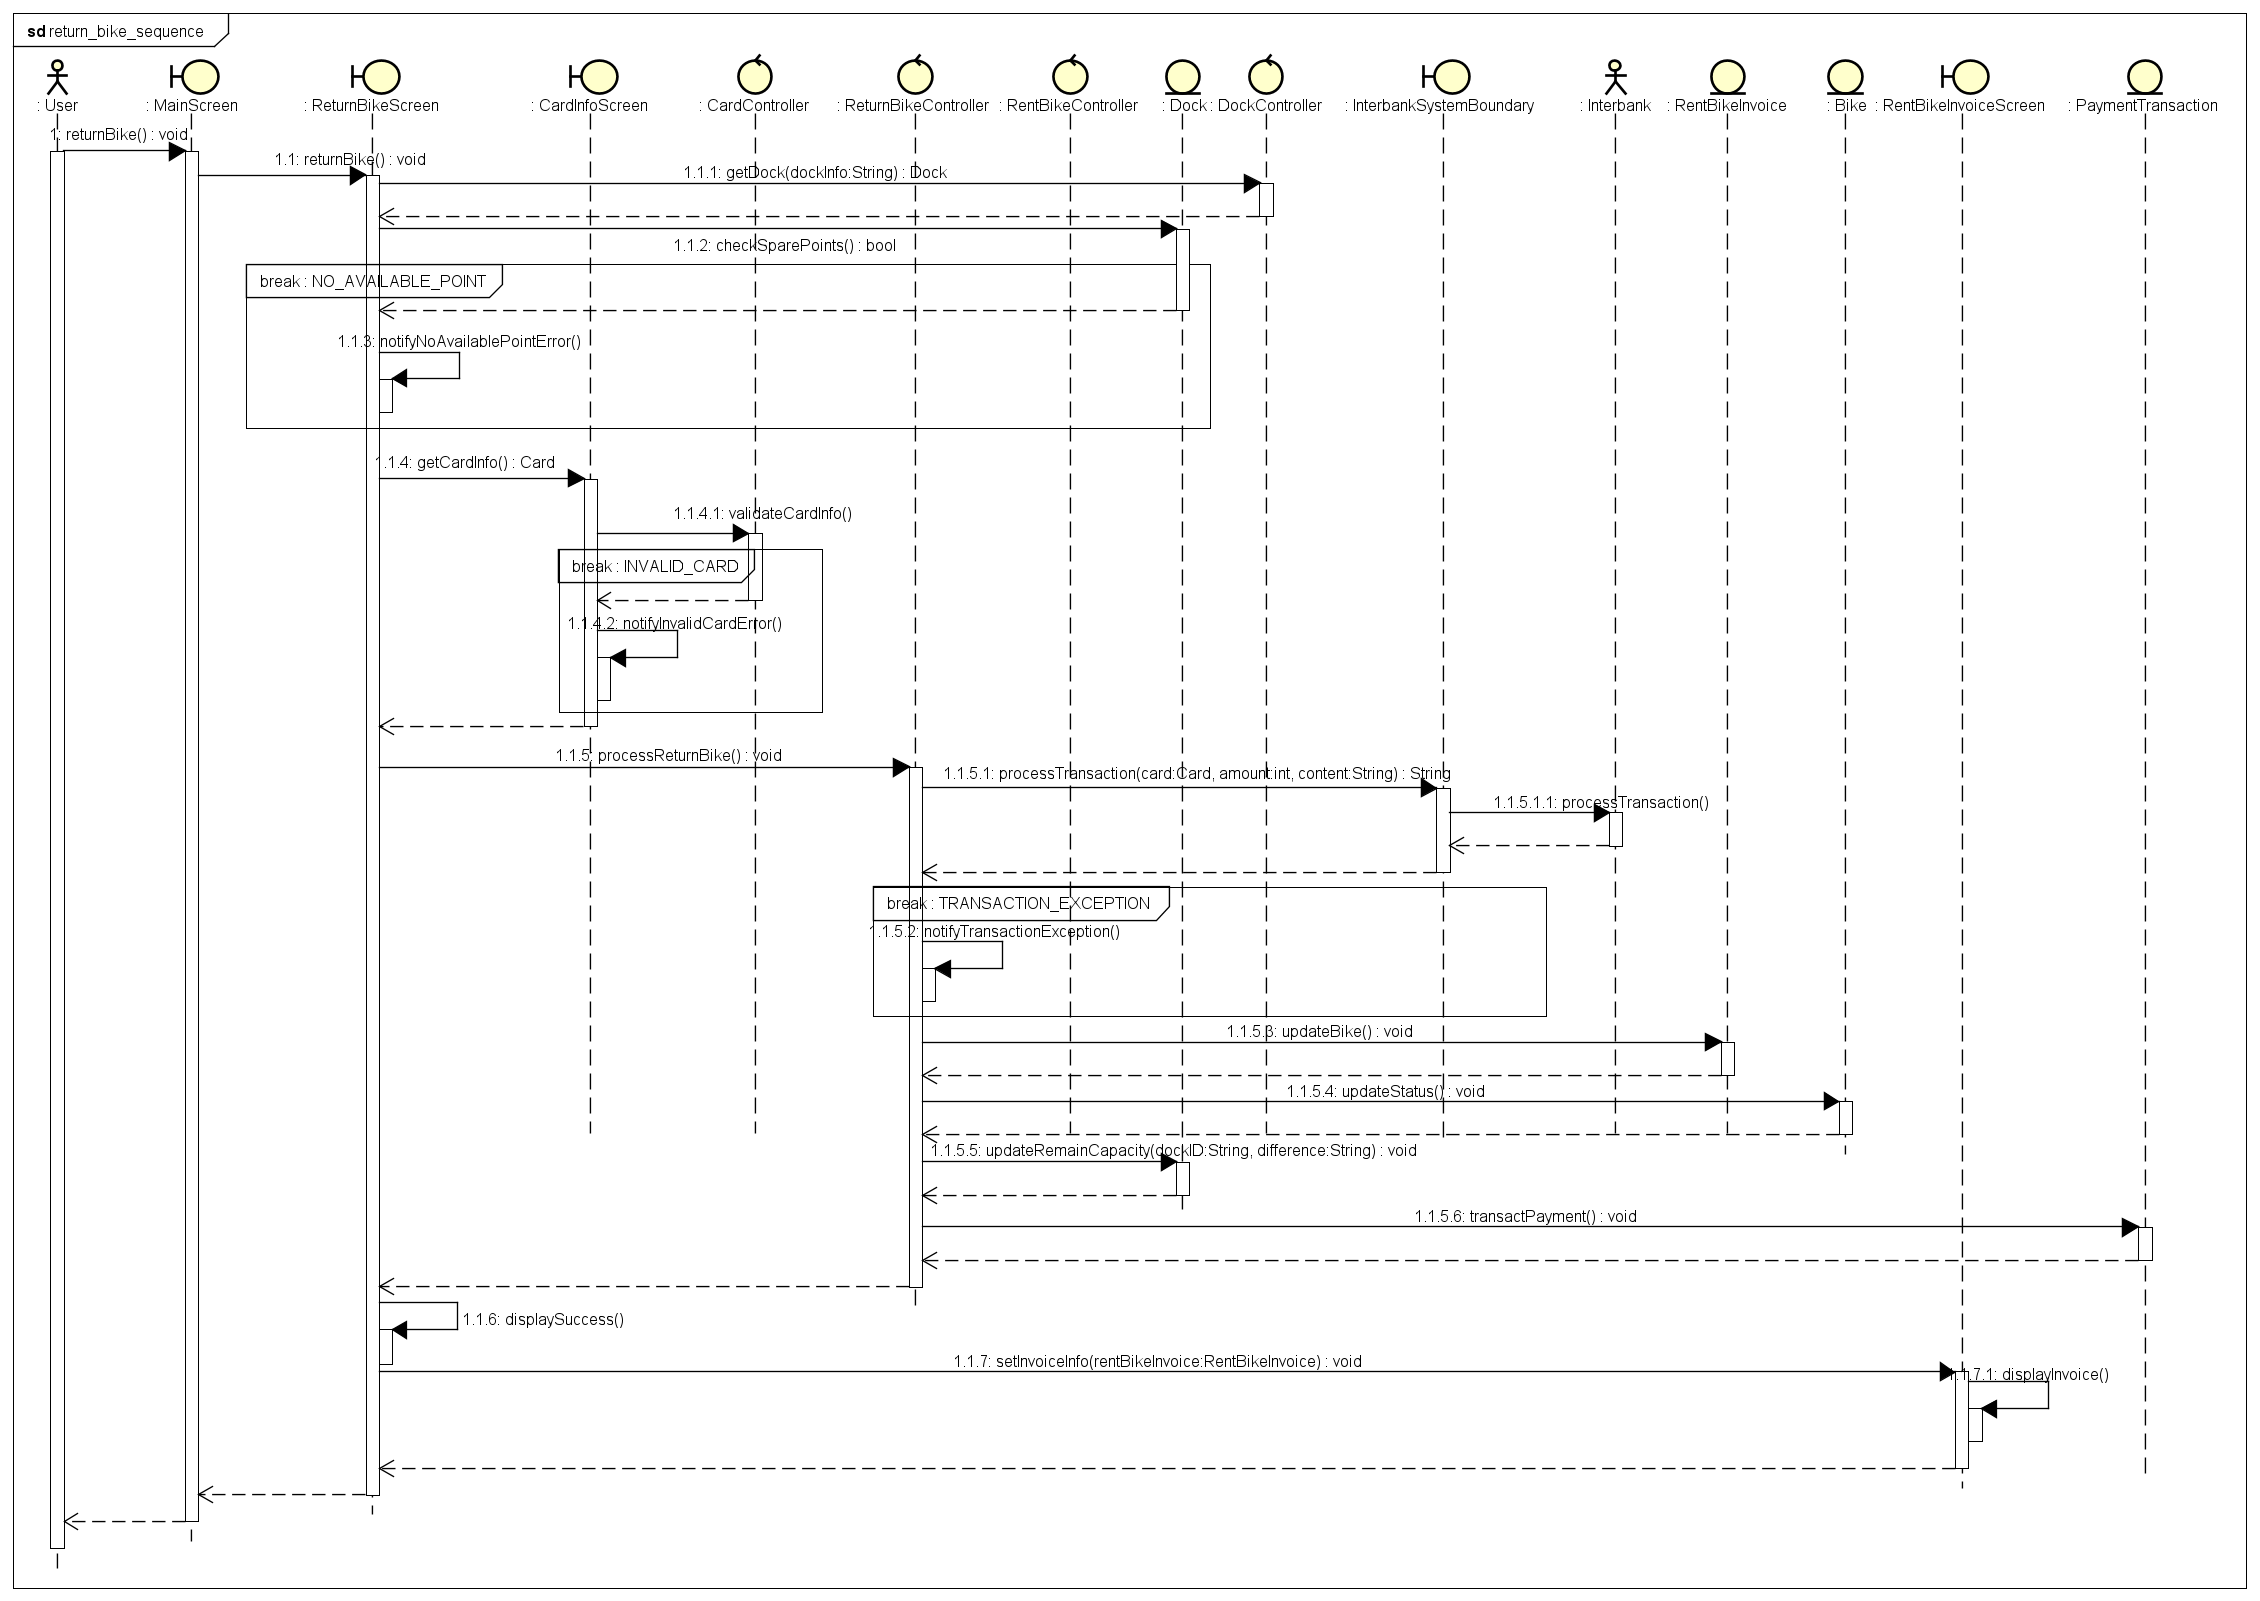 sd return_bike_sequence
: User
: MainScreen
: ReturnBikeScreen
: CardInfoScreen
: CardController
: ReturnBikeController
: RentBikeController
: Dock
: DockController
: InterbankSystemBoundary
: Interbank
: RentBikeInvoice
: Bike
: RentBikeInvoiceScreen
: PaymentTransaction
1: returnBike() : void
1.1: returnBike() : void
1.1.1: getDock(dockInfo:String) : Dock
1.1.2: checkSparePoints() : bool
break : NO_AVAILABLE_POINT
1.1.3: notifyNoAvailablePointError()
1.1.4: getCardInfo() : Card
1.1.4.1: validateCardInfo()
break : INVALID_CARD
1.1.4.2: notifyInvalidCardError()
1.1.5: processReturnBike() : void
1.1.5.1: processTransaction(card:Card, amount:int, content:String) : String
1.1.5.1.1: processTransaction()
break : TRANSACTION_EXCEPTION
1.1.5.2: notifyTransactionException()
1.1.5.3: updateBike() : void
1.1.5.4: updateStatus() : void
1.1.5.5: updateRemainCapacity(dockID:String, difference:String) : void
1.1.5.6: transactPayment() : void
1.1.6: displaySuccess()
1.1.7: setInvoiceInfo(rentBikeInvoice:RentBikeInvoice) : void
1.1.7.1: displayInvoice()